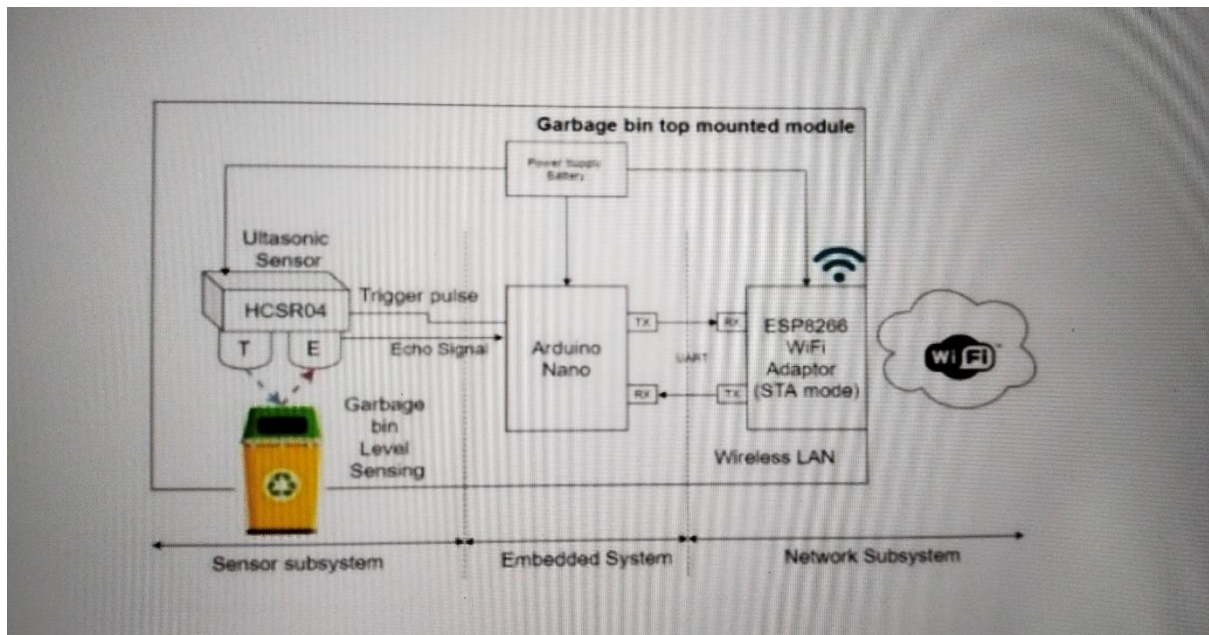 Garbage bin top mounted module
Power Supply
Battery
Ultasonic
Sensor
HCSR04
T
E
Trigger pulse
Echo Signal
Arduino
Nano
TX
RX
UART
RX
TX
ESP8266
WiFi
Adaptor
(STA mode)
Wi Fi
Garbage
bin
Level
Sensing
Wireless LAN
Sensor subsystem
Embedded System
Network Subsystem